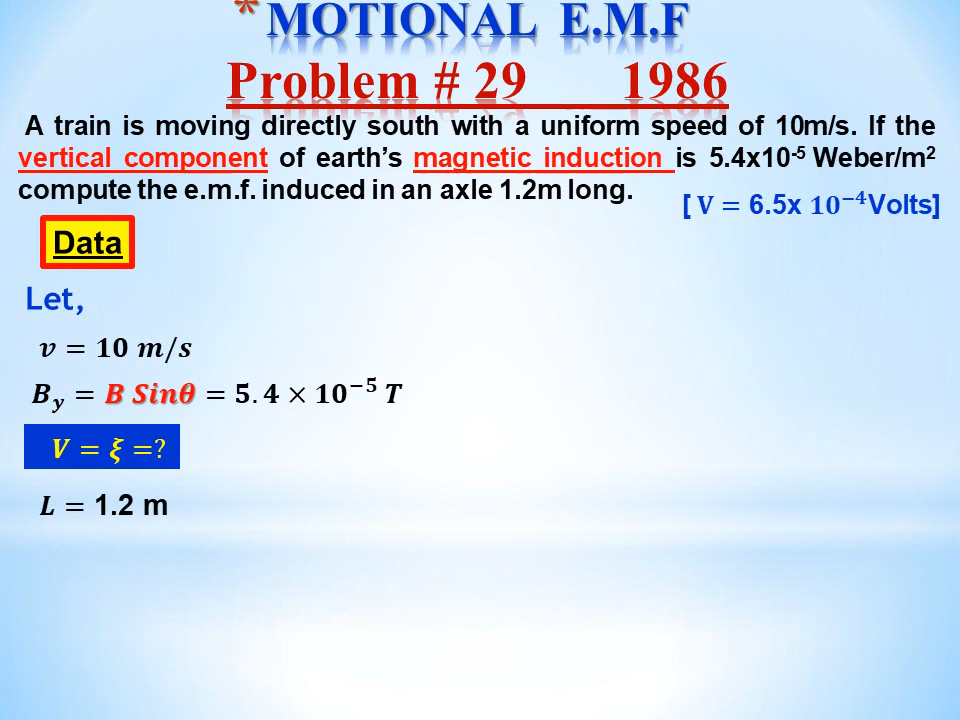 * MOTIONAL E.M.F
Problem # 29 1986
A train is moving directly south with a uniform speed of 10m/s. If the
vertical component of earth’s magnetic induction is 5.4x10⁻⁵ Weber/m²
compute the e.m.f. induced in an axle 1.2m long.
[ V = 6.5x 10⁻⁴Volts]
Data
Let,
v = 10 m/s
B_y = B Sinθ = 5.4 × 10⁻⁵ T
V = ξ =?
L = 1.2 m